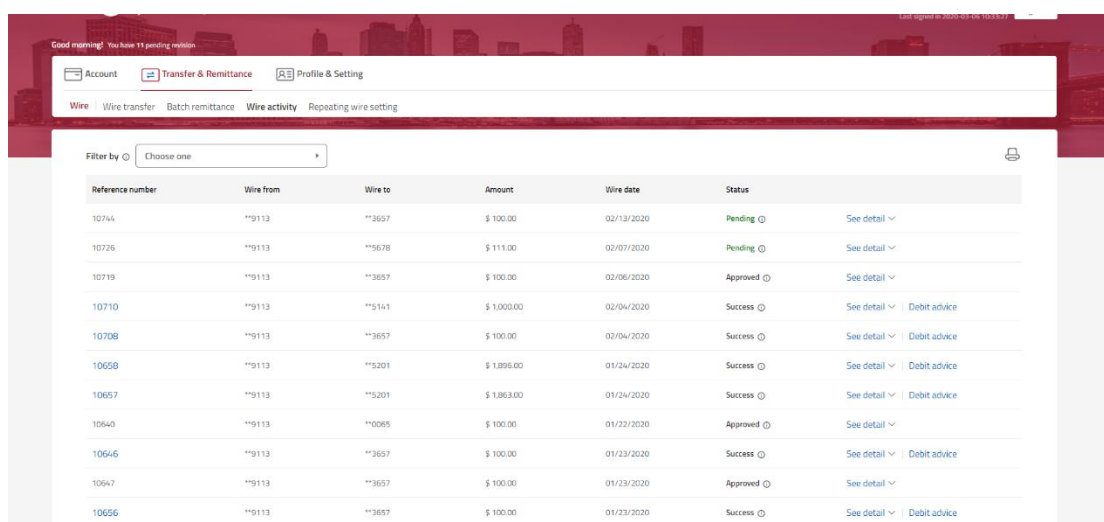 Last signed in 2020-03-06 10:33:27
Good morning! You have 11 pending revision
Account Transfer & Remittance Profile & Setting
Wire Wire transfer Batch remittance Wire activity Repeating wire setting
Filter by Choose one
Reference number Wire from Wire to Amount Wire date Status
10744 **9113 **3657 $ 100.00 02/13/2020 Pending See detail
10726 **9113 **5678 $ 111.00 02/07/2020 Pending See detail
10719 **9113 **3657 $ 100.00 02/06/2020 Approved See detail
10710 **9113 **5141 $ 1,000.00 02/04/2020 Success See detail Debit advice
10708 **9113 **3657 $ 100.00 02/04/2020 Success See detail Debit advice
10658 **9113 **5201 $ 1,896.00 01/24/2020 Success See detail Debit advice
10657 **9113 **5201 $ 1,863.00 01/24/2020 Success See detail Debit advice
10640 **9113 **0065 $ 100.00 01/22/2020 Approved See detail
10646 **9113 **3657 $ 100.00 01/23/2020 Success See detail Debit advice
10647 **9113 **3657 $ 100.00 01/23/2020 Approved See detail
10656 **9113 **3657 $ 100.00 01/23/2020 Success See detail Debit advice